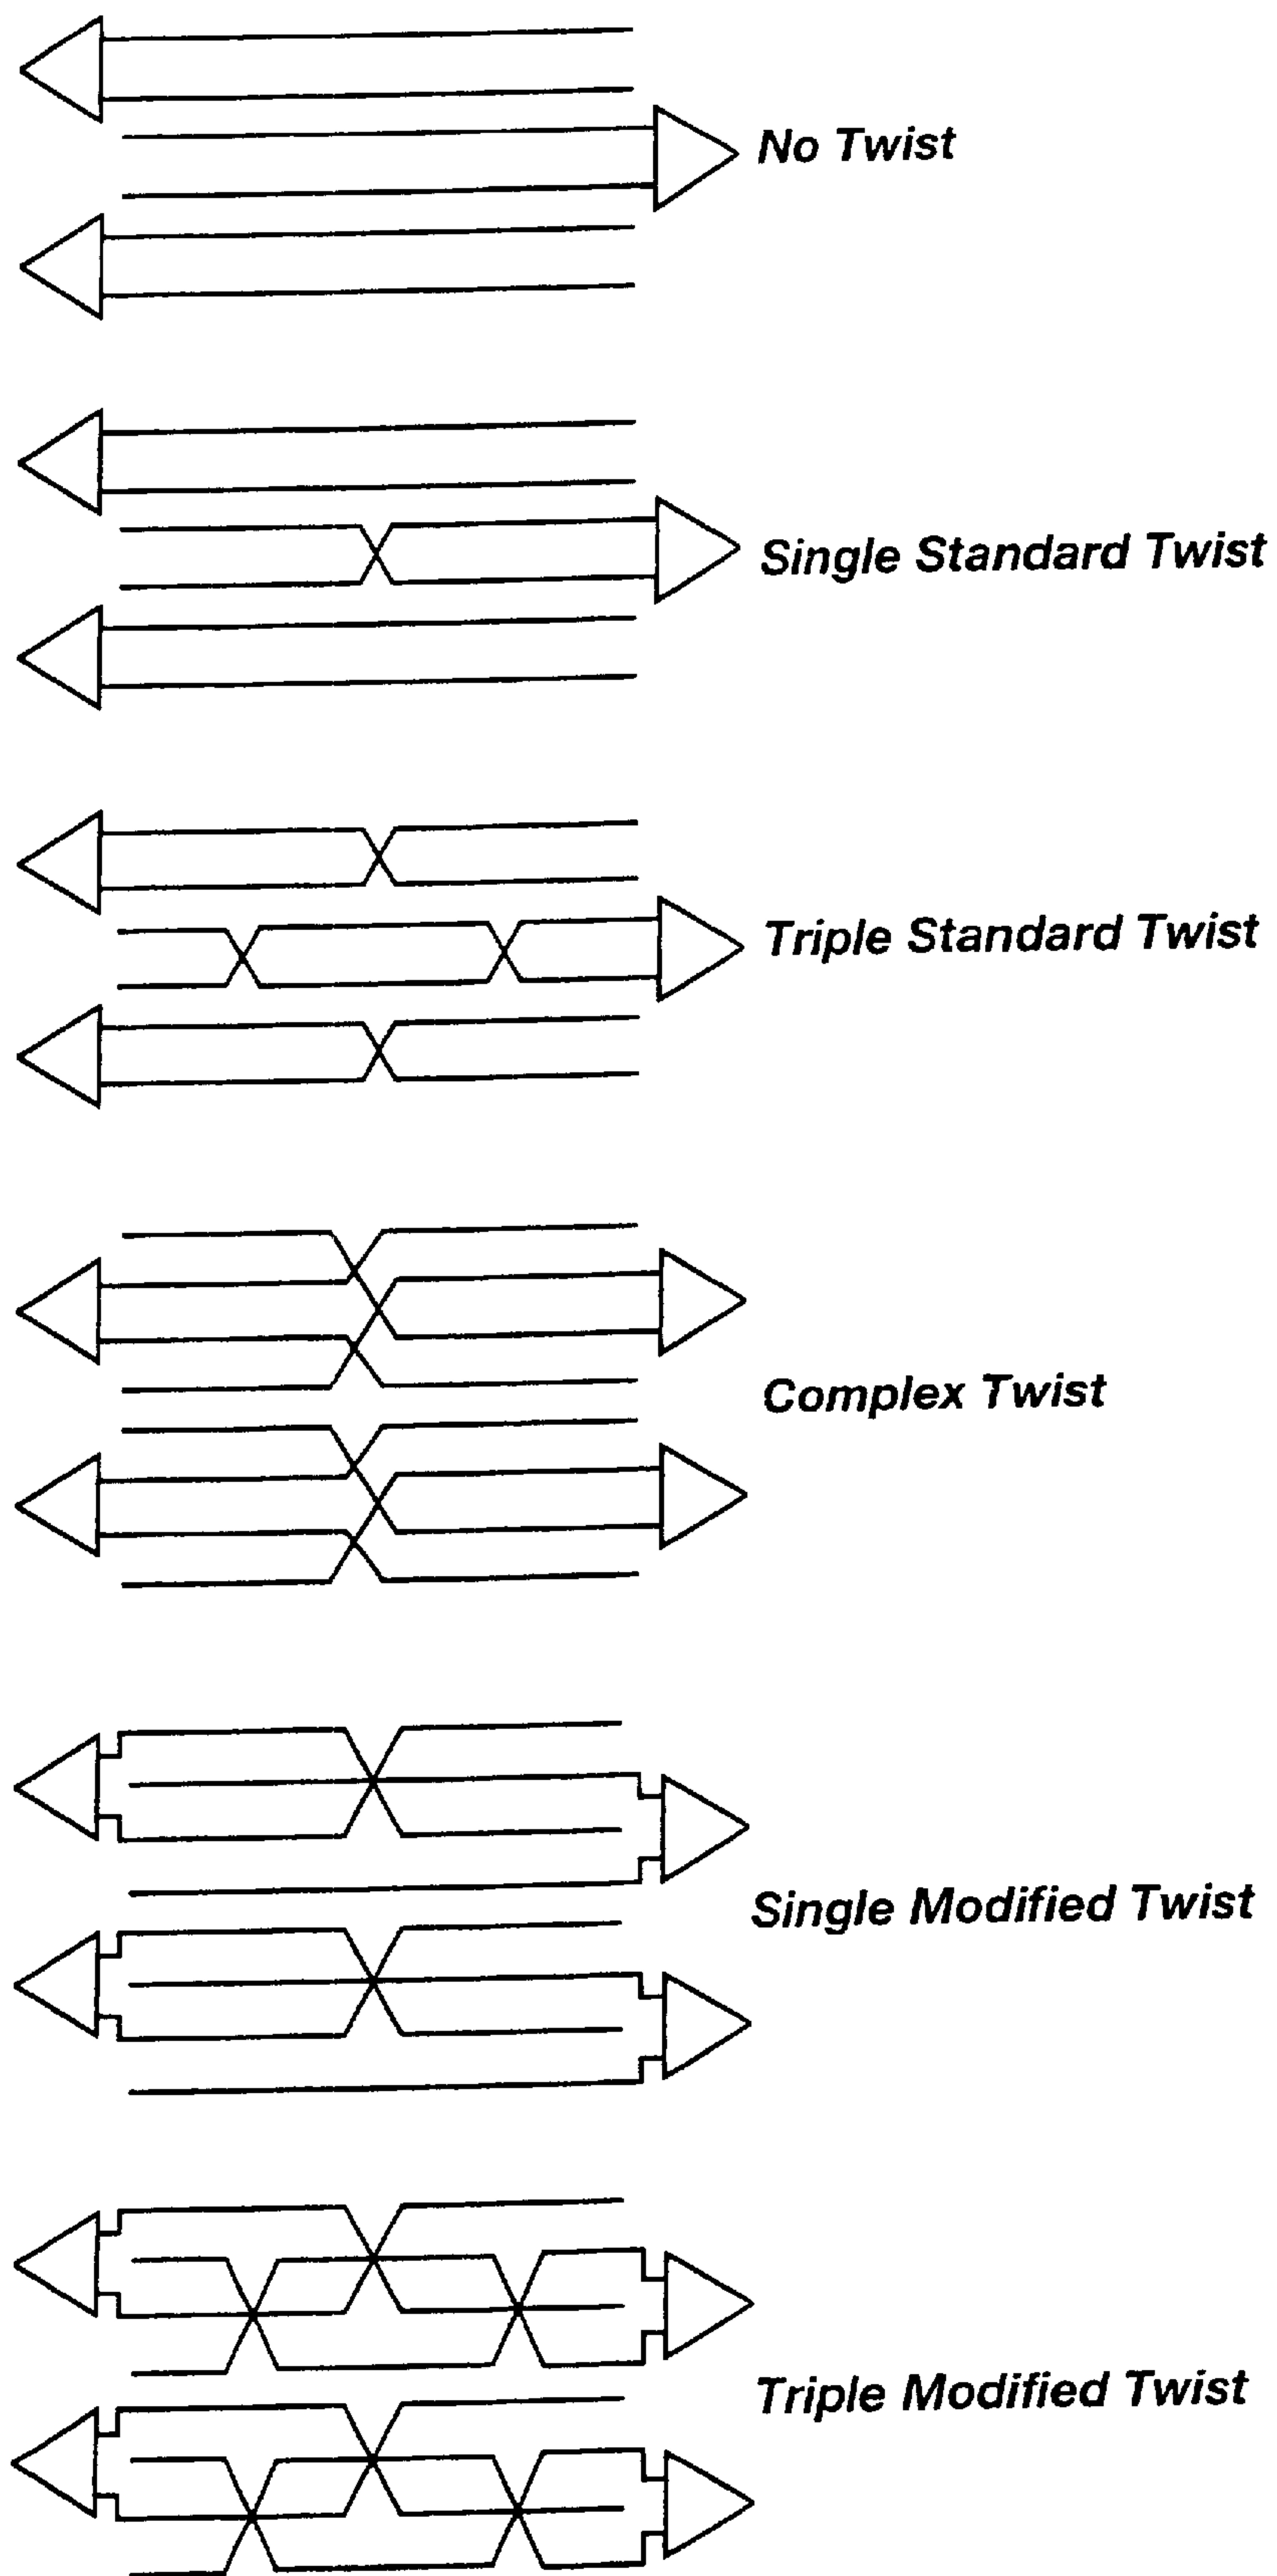 No Twist
Single Standard Twist
Triple Standard Twist
Complex Twist
Single Modified Twist
Triple Modified Twist